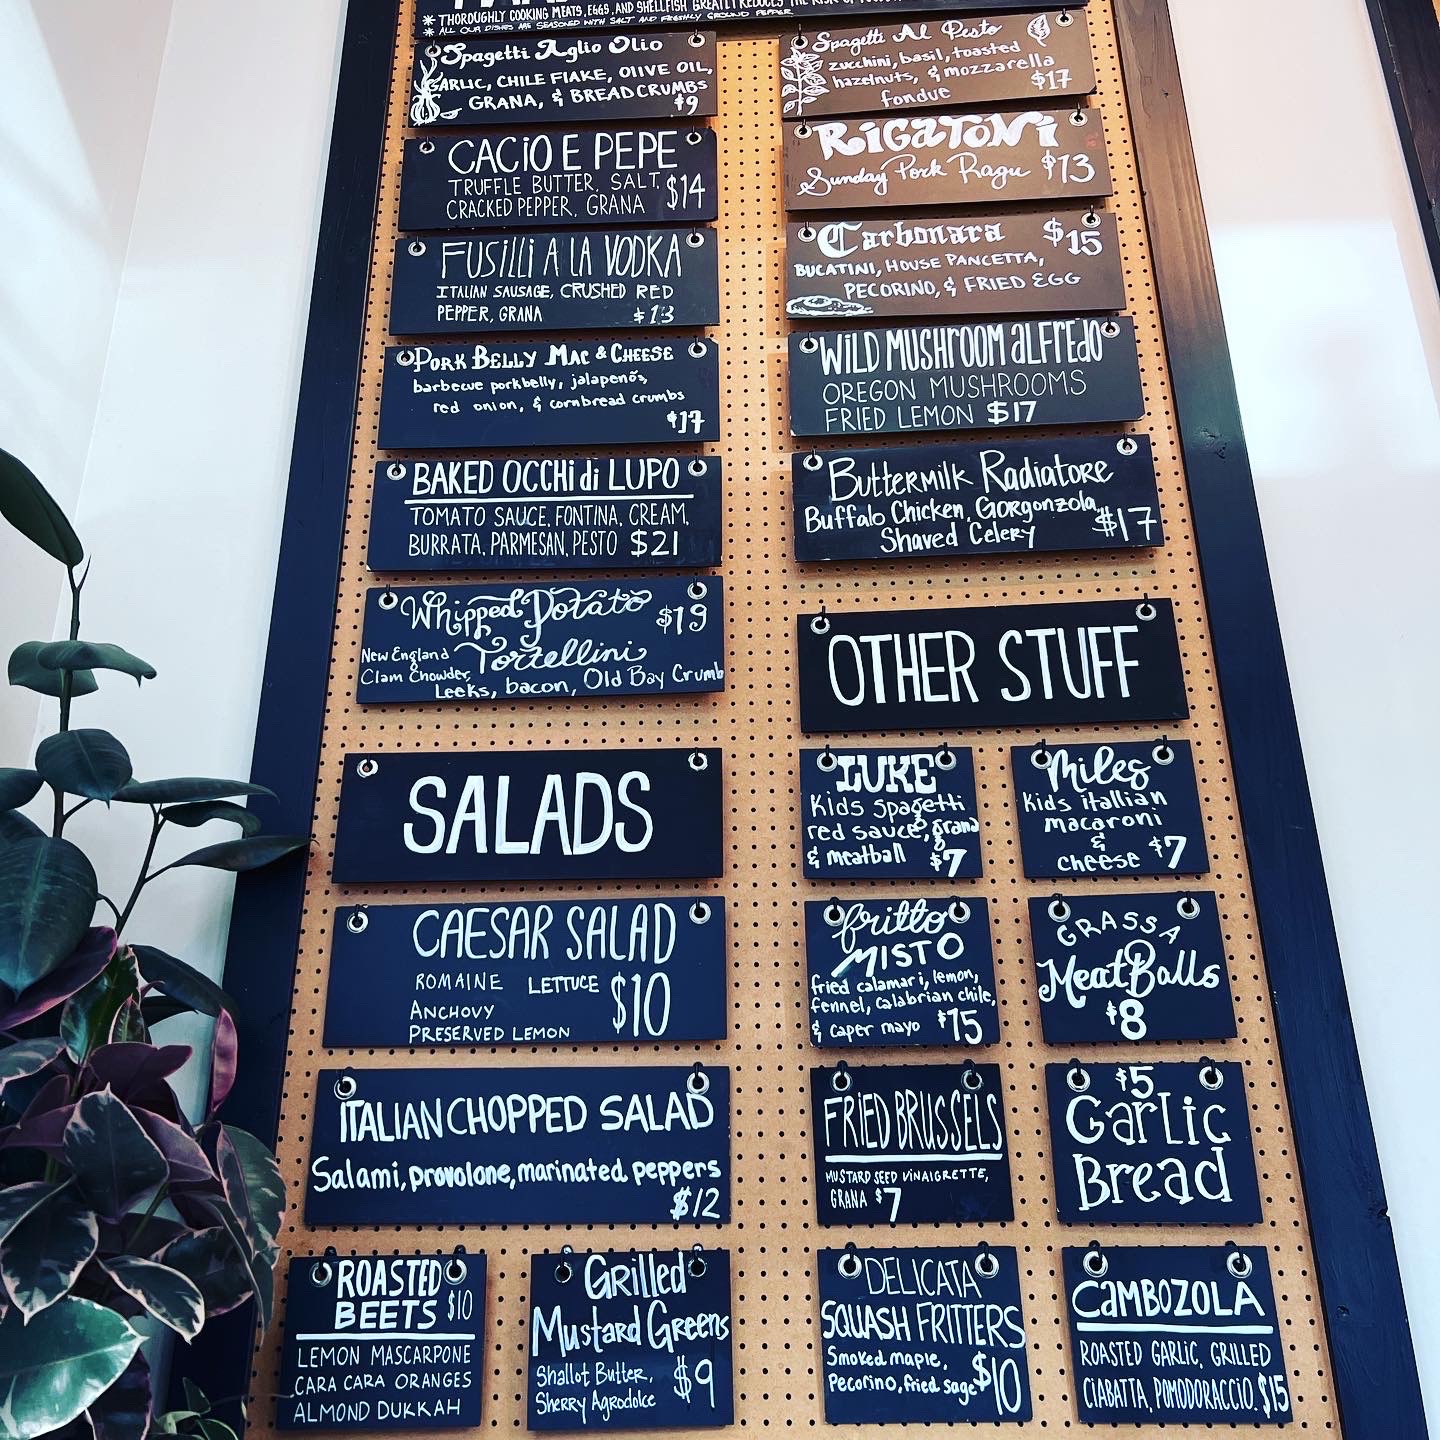 * THOROUGHLY COOKING MEATS, EGGS, AND SHELLFISH GREATLY REDUCES THE RISK OF
* ALL OUR DISHES ARE SEASONED WITH SALT AND FRESHLY GROUND PEPPER
Spagetti Aglio Olio
GARLIC, CHILE FLAKE, OLIVE OIL,
GRANA, & BREADCRUMBS
$9
CACIO E PEPE
TRUFFLE BUTTER, SALT,
CRACKED PEPPER, GRANA $14
FUSILLI A LA VODKA
ITALIAN SAUSAGE, CRUSHED RED
PEPPER, GRANA $13
PORK BELLY MAC & CHEESE
barbecue porkbelly, jalapeños,
red onion, & cornbread crumbs
$17
BAKED OCCHI di LUPO
TOMATO SAUCE, FONTINA, CREAM,
BURRATA, PARMESAN, PESTO $21
Whipped Potato $19
Tortellini
New England
Clam Chowder,
Leeks, bacon, Old Bay Crumb
SALADS
CAESAR SALAD
ROMAINE LETTUCE
ANCHOVY
PRESERVED LEMON
$10
ITALIAN CHOPPED SALAD
Salami, provolone, marinated peppers
$12
ROASTED
BEETS $10
LEMON MASCARPONE
CARA CARA ORANGES
ALMOND DUKKAH
Grilled
Mustard Greens
Shallot Butter,
Sherry Agrodolce $9
Spagetti Al Pesto
zucchini, basil, toasted
hazelnuts, & mozzarella
fondue $17
RIGATONI
Sunday Pork Ragu $13
Carbonara $15
BUCATINI, HOUSE PANCETTA,
PECORINO, & FRIED EGG
WILD MUSHROOM ALFREDO
OREGON MUSHROOMS
FRIED LEMON $17
Buttermilk Radiatore
Buffalo Chicken, Gorgonzola,
Shaved Celery $17
OTHER STUFF
LUKE
Kids spagetti
red sauce, grana
& meatball $7
Miles
Kids itallian
macaroni
&
cheese $7
fritto
MISTO
fried calamari, lemon,
fennel, calabrian chile,
& caper mayo $15
GRASSA
MeatBalls
$8
FRIED BRUSSELS
MUSTARD SEED VINAIGRETTE,
GRANA $7
$5
Garlic
Bread
DELICATA
SQUASH FRITTERS
Smoked maple,
Pecorino, fried sage $10
CAMBOZOLA
ROASTED GARLIC, GRILLED
CIABATTA, POMODORACCIO. $15